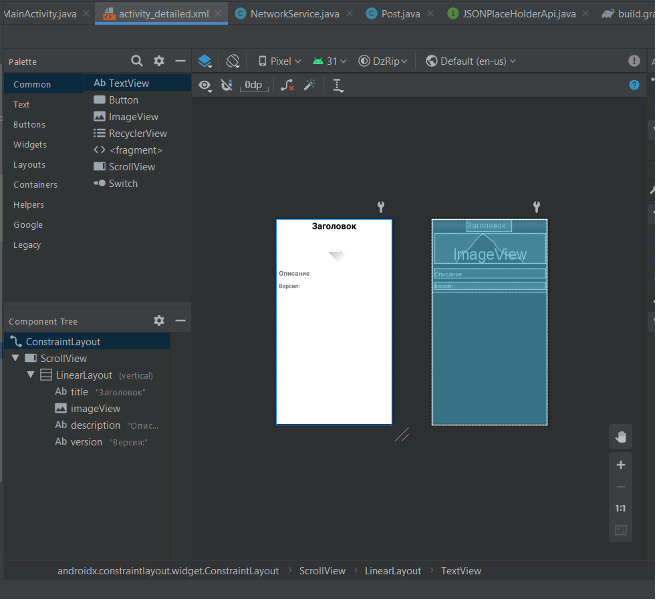 MainActivity.java
activity_detailed.xml
NetworkService.java
Post.java
JSONPlaceHolderApi.java
build.gra
Palette
Pixel
31
DzRip
Default (en-us)
0dp
Common
Text
Buttons
Widgets
Layouts
Containers
Helpers
Google
Legacy
Ab TextView
Button
ImageView
RecyclerView
<fragment>
ScrollView
Switch
Заголовок
Описание
Версия:
Заголовок
ImageView
Описание
Версия:
Component Tree
ConstraintLayout
ScrollView
LinearLayout (vertical)
Ab title "Заголовок"
imageView
Ab description "Опис...
Ab version "Версия:"
1:1
androidx.constraintlayout.widget.ConstraintLayout
ScrollView
LinearLayout
TextView